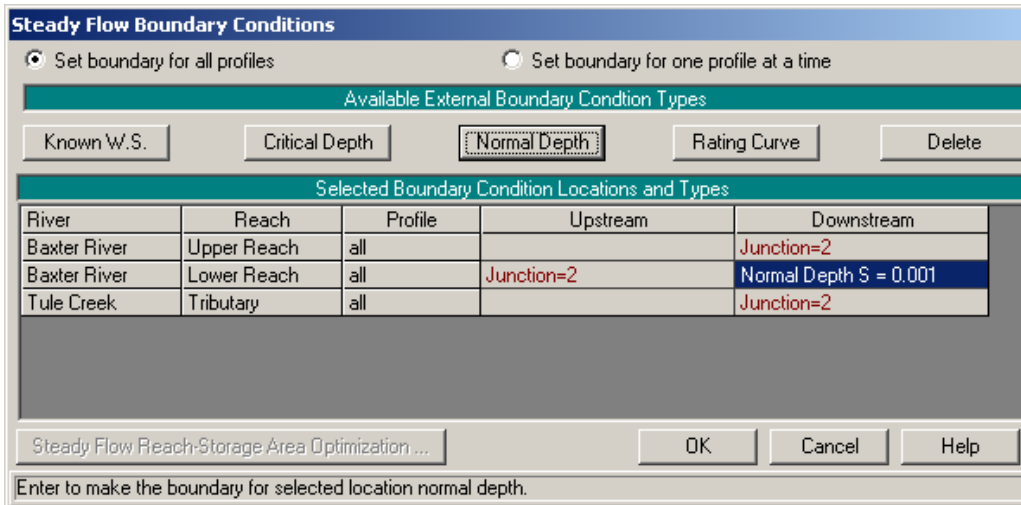 Steady Flow Boundary Conditions
Set boundary for all profiles Set boundary for one profile at a time
Available External Boundary Condtion Types
Known W.S. Critical Depth Normal Depth Rating Curve Delete
Selected Boundary Condition Locations and Types
River Reach Profile Upstream Downstream
Baxter River Upper Reach all Junction=2
Baxter River Lower Reach all Junction=2 Normal Depth S = 0.001
Tule Creek Tributary all Junction=2
Steady Flow Reach-Storage Area Optimization ... OK Cancel Help
Enter to make the boundary for selected location normal depth.